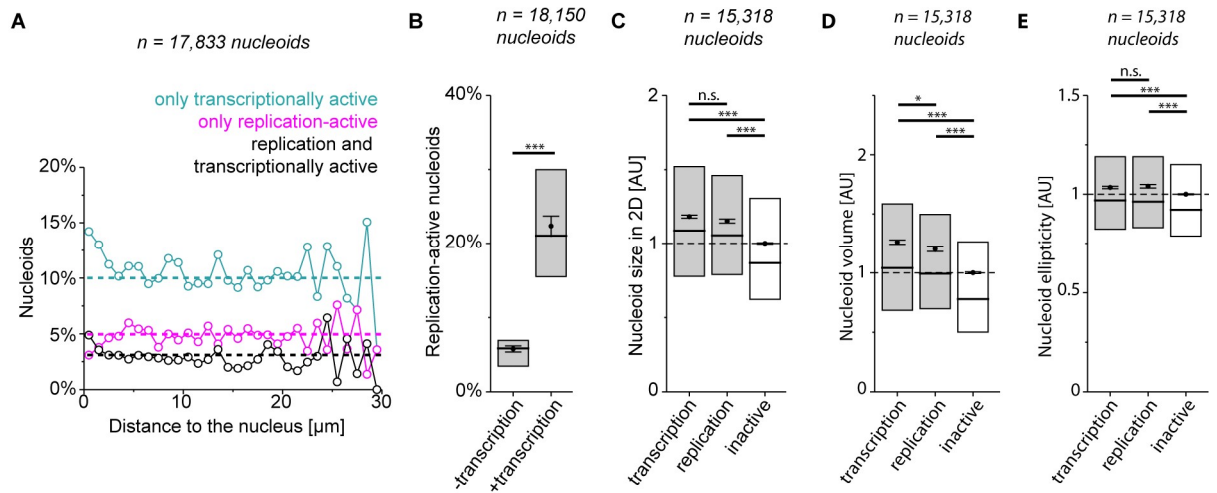 A
n = 17,833 nucleoids
only transcriptionally active
only replication-active
replication and
transcriptionally active
Nucleoids
20%
15%
10%
5%
0%
0
10
20
30
Distance to the nucleus [µm]
B
n = 18,150
nucleoids
Replication-active nucleoids
40%
20%
0%
***
-transcription
+transcription
C
n = 15,318
nucleoids
Nucleoid size in 2D [AU]
2
1
0
n.s.
***
***
transcription
replication
inactive
D
n = 15,318
nucleoids
Nucleoid volume [AU]
2
1
0
*
***
***
transcription
replication
inactive
E
n = 15,318
nucleoids
Nucleoid ellipticity [AU]
1.5
1
0.5
0
n.s.
***
***
transcription
replication
inactive